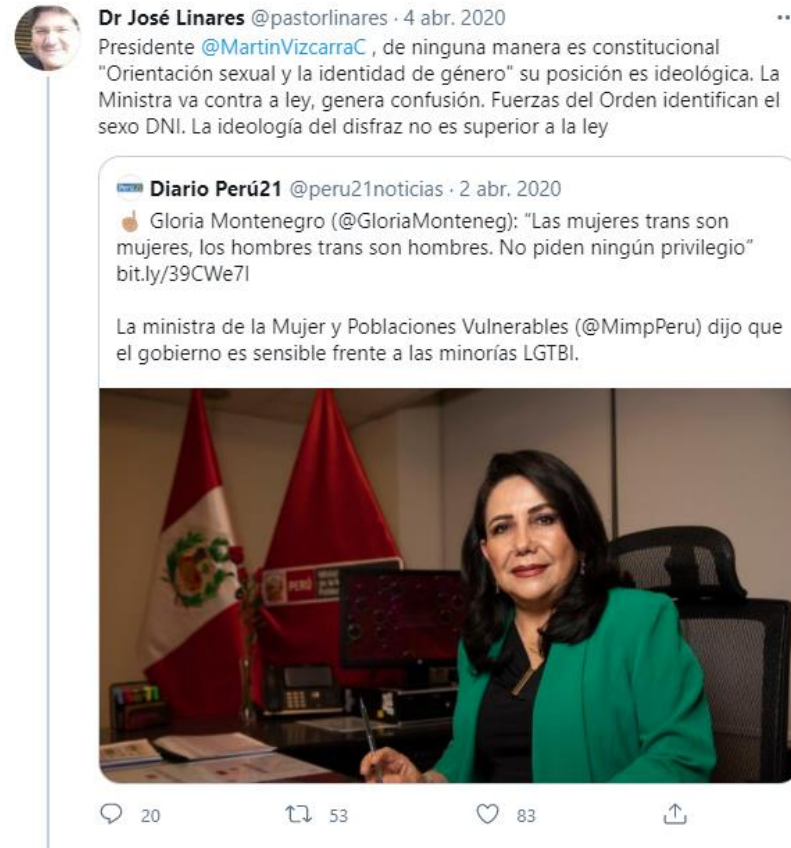 Dr José Linares @pastorlinares · 4 abr. 2020
Presidente @MartinVizcarraC , de ninguna manera es constitucional
"Orientación sexual y la identidad de género" su posición es ideológica. La
Ministra va contra a ley, genera confusión. Fuerzas del Orden identifican el
sexo DNI. La ideología del disfraz no es superior a la ley
Diario Perú21 @peru21noticias · 2 abr. 2020
Gloria Montenegro (@GloriaMonteneg): “Las mujeres trans son
mujeres, los hombres trans son hombres. No piden ningún privilegio”
bit.ly/39CWe7I
La ministra de la Mujer y Poblaciones Vulnerables (@MimpPeru) dijo que
el gobierno es sensible frente a las minorías LGTBI.
PERÚ
20 53 83